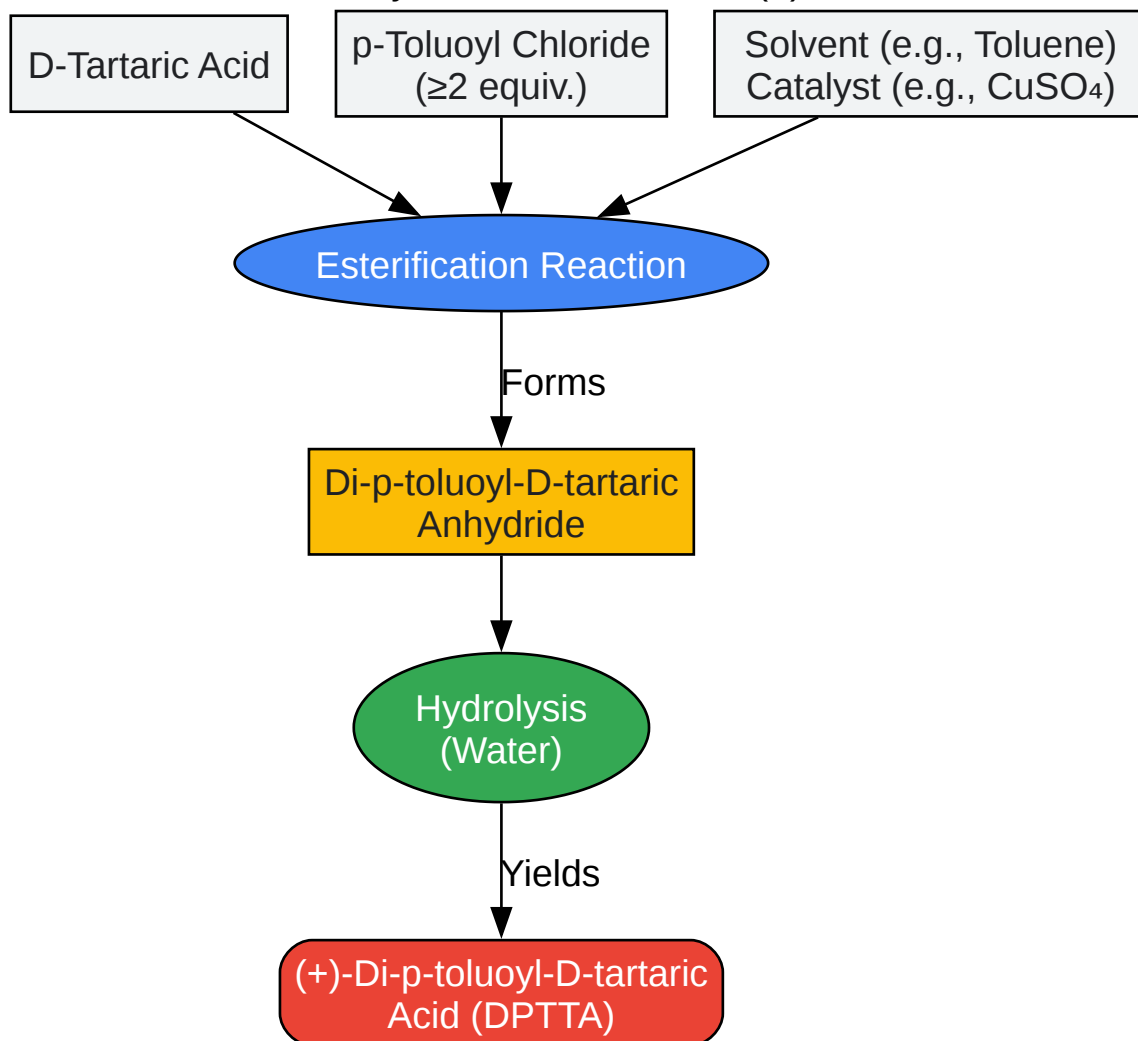 D-Tartaric Acid
p-Toluoyl Chloride
(≥2 equiv.)
Solvent (e.g., Toluene)
Catalyst (e.g., CuSO₄)
Esterification Reaction
Forms
Di-p-toluoyl-D-tartaric
Anhydride
Hydrolysis
(Water)
Yields
(+)-Di-p-toluoyl-D-tartaric
Acid (DPTTA)